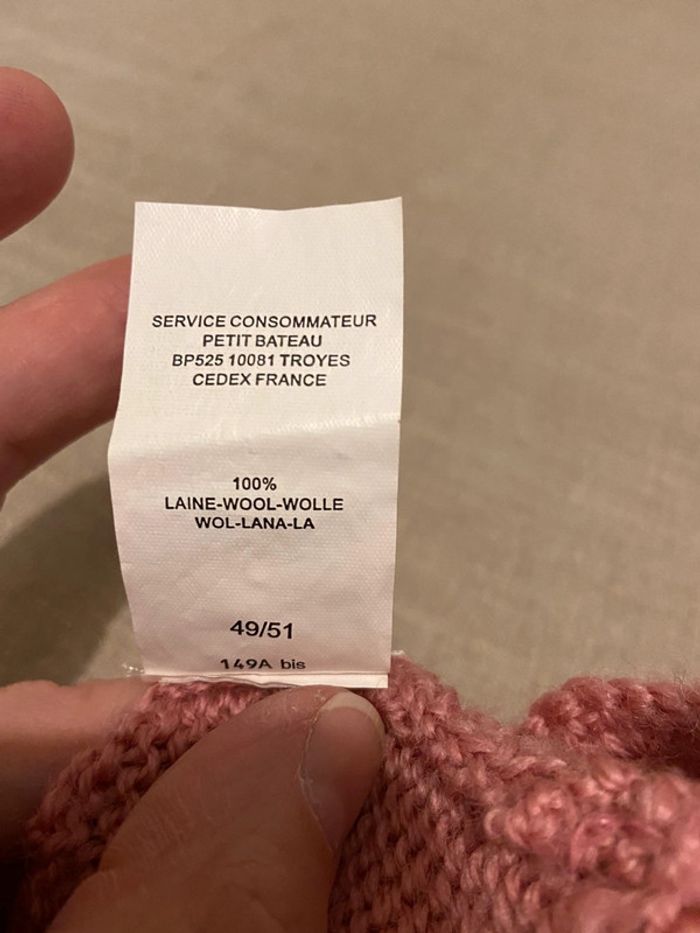 SERVICE CONSOMMATEUR
PETIT BATEAU
BP525 10081 TROYES
CEDEX FRANCE
100%
LAINE-WOOL-WOLLE
WOL-LANA-LA
49/51
149A bis